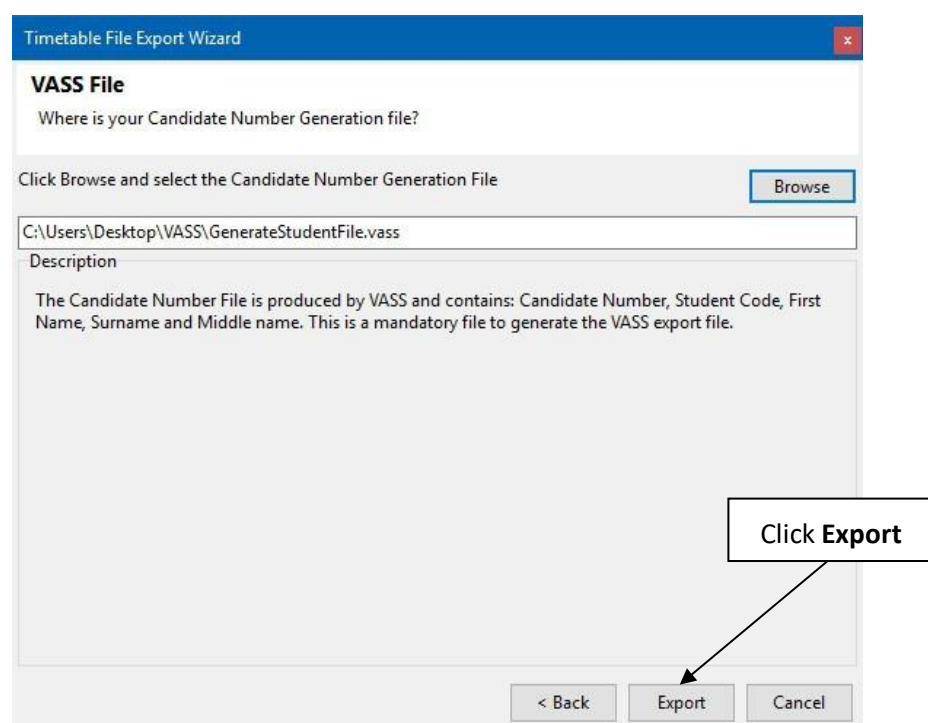 Timetable File Export Wizard
x
VASS File
Where is your Candidate Number Generation file?
Click Browse and select the Candidate Number Generation File
Browse
C:\Users\Desktop\VASS\GenerateStudentFile.vass
Description
The Candidate Number File is produced by VASS and contains: Candidate Number, Student Code, First
Name, Surname and Middle name. This is a mandatory file to generate the VASS export file.
Click Export
< Back
Export
Cancel